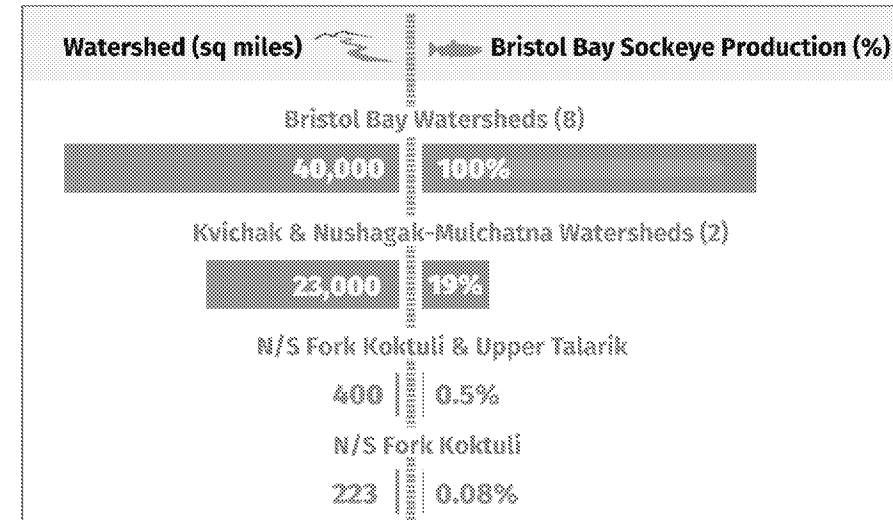 Watershed (sq miles) Bristol Bay Sockeye Production (%)
Bristol Bay Watersheds (8)
40,000 100%
Kvichak & Nushagak-Mulchatna Watersheds (2)
23,000 19%
N/S Fork Koktuli & Upper Talarik
400 0.5%
N/S Fork Koktuli
223 0.08%